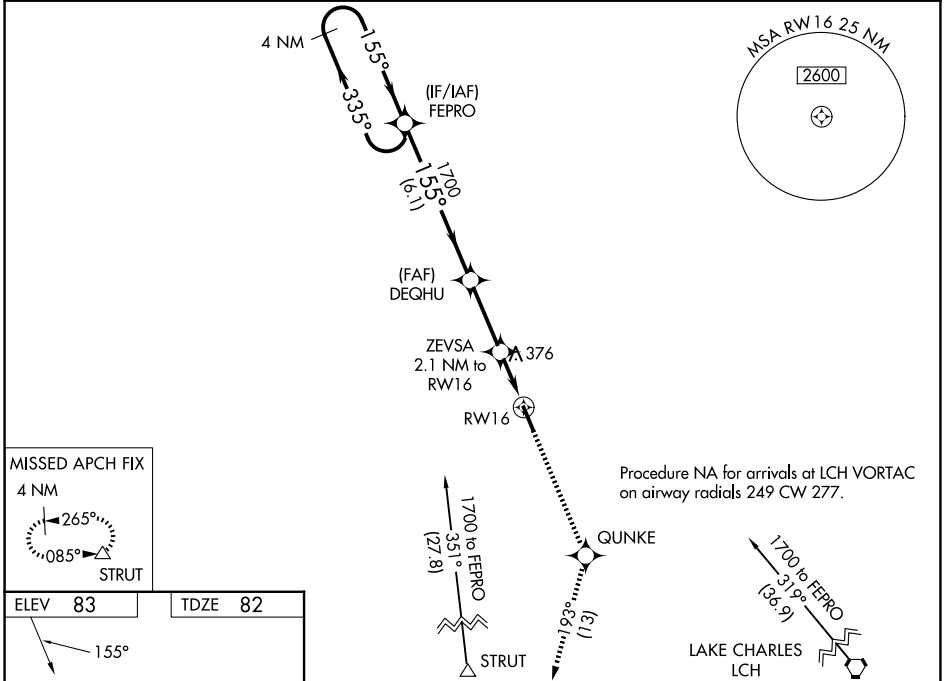 4 NM
155°
335°
(IF/IAF)
FEPRO
MSA RW16 25 NM
2600
1700
155°
(6.1)
(FAF)
DEQHU
ZEVSA
2.1 NM to
RW16
376
RW16
MISSED APCH FIX
4 NM
265°
085°
STRUT
1700 to FEPRO
351°
(27.8)
STRUT
Procedure NA for arrivals at LCH VORTAC
on airway radials 249 CW 277.
QUNKE
193°
(13)
1700 to FEPRO
319°
(36.9)
LAKE CHARLES
LCH
ELEV 83
TDZE 82
155°